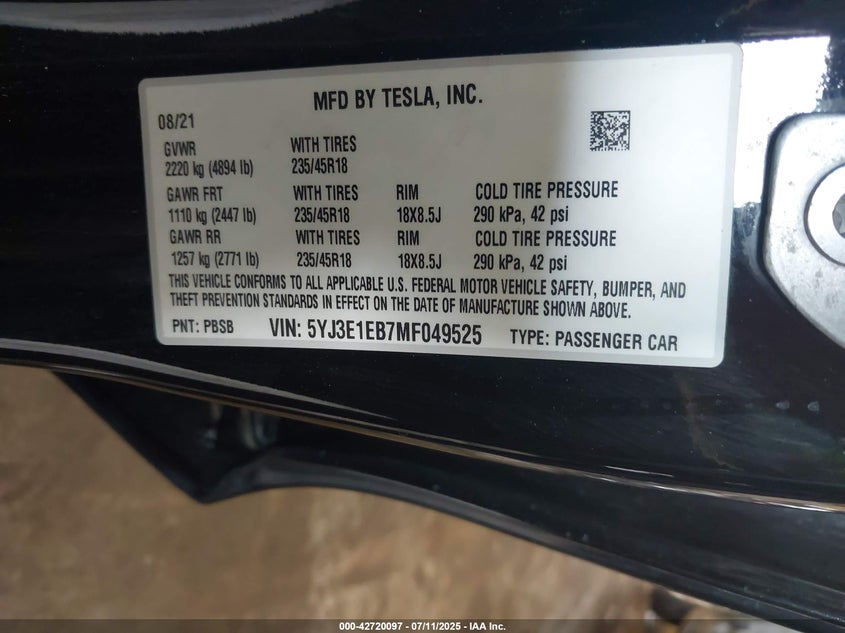 MFD BY TESLA, INC.
08/21
GVWR WITH TIRES
2220 kg (4894 lb) 235/45R18
GAWR FRT WITH TIRES RIM COLD TIRE PRESSURE
1110 kg (2447 lb) 235/45R18 18X8.5J 290 kPa, 42 psi
GAWR RR WITH TIRES RIM COLD TIRE PRESSURE
1257 kg (2771 lb) 235/45R18 18X8.5J 290 kPa, 42 psi
THIS VEHICLE CONFORMS TO ALL APPLICABLE U.S. FEDERAL MOTOR VEHICLE SAFETY, BUMPER, AND
THEFT PREVENTION STANDARDS IN EFFECT ON THE DATE OF MANUFACTURE SHOWN ABOVE.
PNT: PBSB VIN: 5YJ3E1EB7MF049525 TYPE: PASSENGER CAR
000-42720097 - 07/11/2025 - IAA Inc.